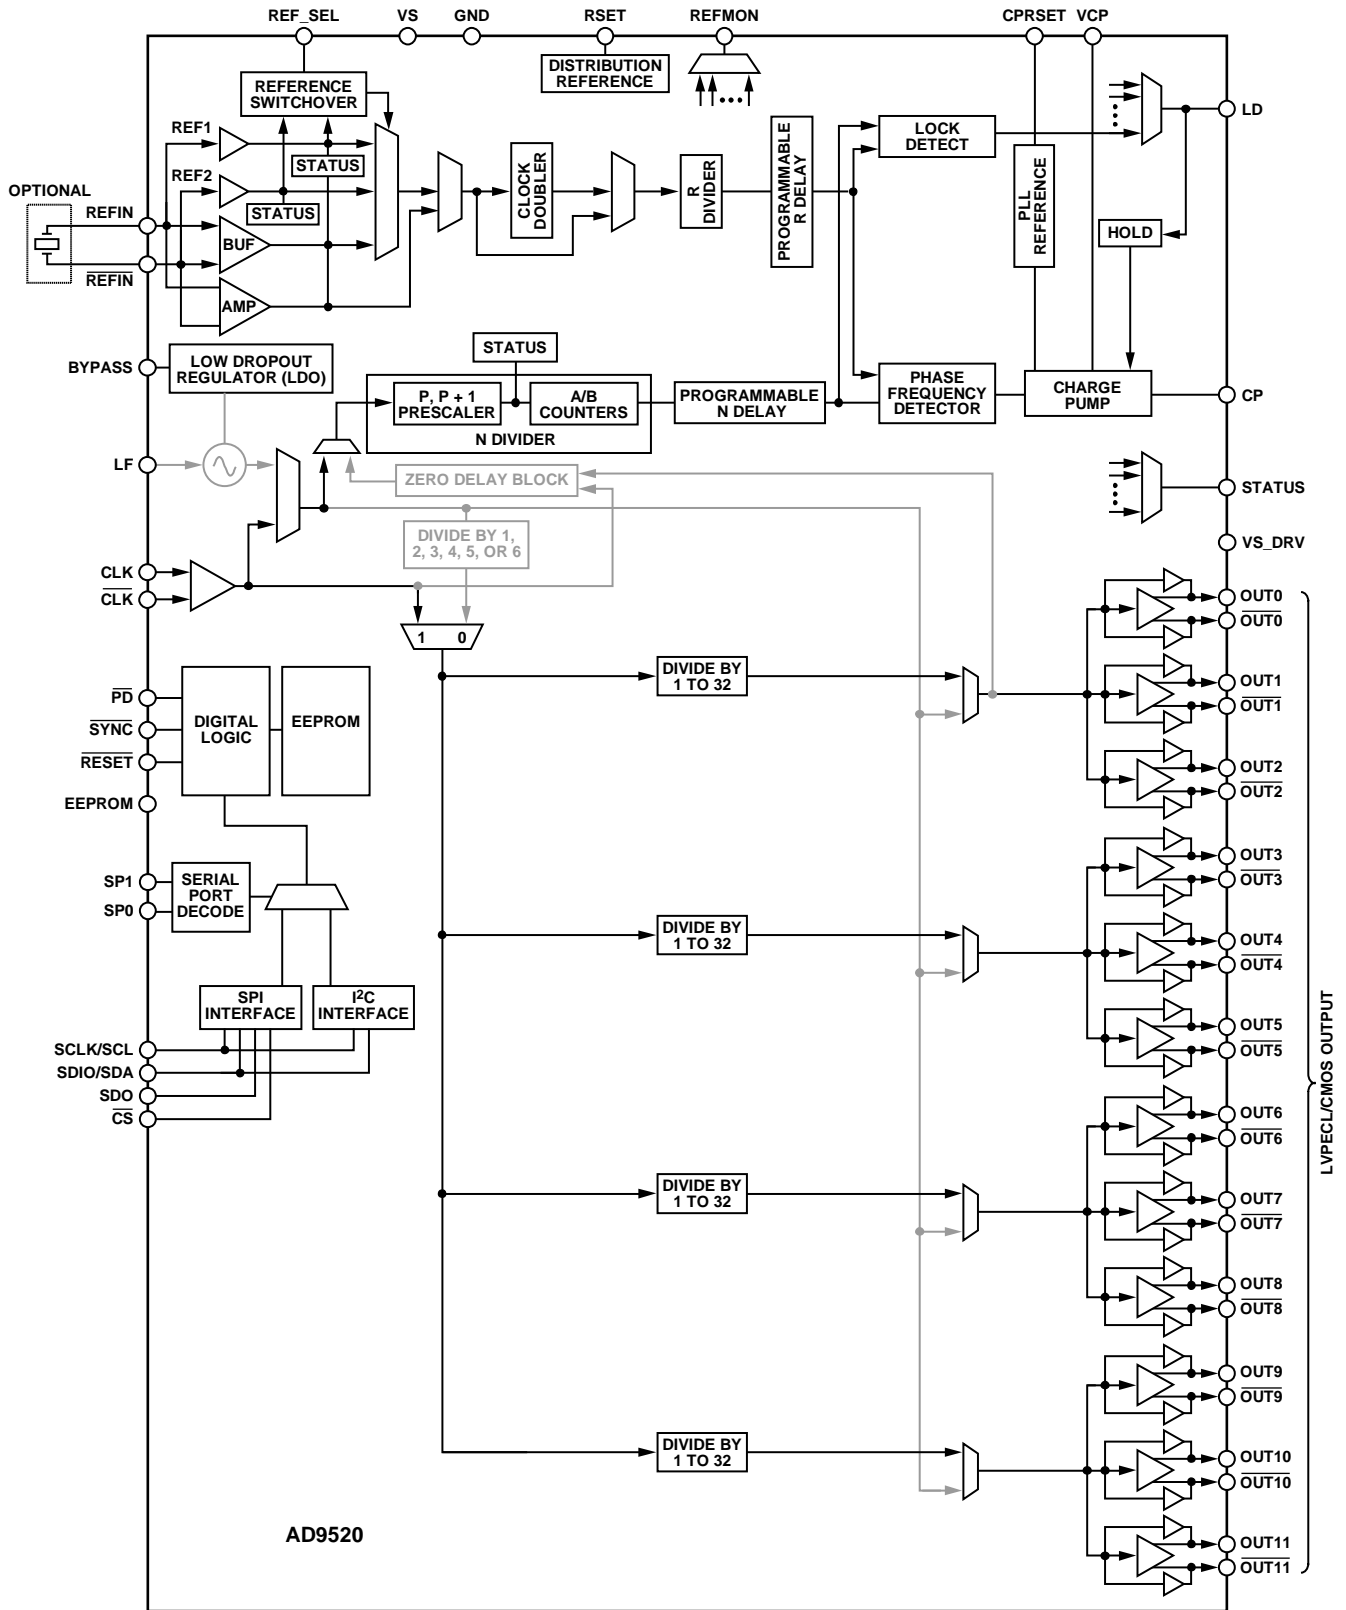 REF_SEL VS GND RSET REFMON CPRSET VCP
DISTRIBUTION
REFERENCE
REFERENCE
SWITCHOVER
LD
REF1
STATUS
REF2
STATUS
LOCK
DETECT
PROGRAMMABLE
R DELAY
CLOCK
DOUBLER
R
DIVIDER
PLL
REFERENCE
HOLD
OPTIONAL
REFIN
REFIN
BUF
AMP
STATUS
BYPASS
LOW DROPOUT
REGULATOR (LDO)
P, P + 1
PRESCALER
A/B
COUNTERS
N DIVIDER
PROGRAMMABLE
N DELAY
PHASE
FREQUENCY
DETECTOR
CHARGE
PUMP
CP
LF
ZERO DELAY BLOCK
STATUS
DIVIDE BY 1,
2, 3, 4, 5, OR 6
VS_DRV
CLK
CLK
1 0
OUT0
OUT0
DIVIDE BY
1 TO 32
OUT1
OUT1
PD
SYNC
RESET
DIGITAL
LOGIC
EEPROM
OUT2
OUT2
EEPROM
OUT3
OUT3
SP1
SP0
SERIAL
PORT
DECODE
DIVIDE BY
1 TO 32
OUT4
OUT4
SPI
INTERFACE
I2C
INTERFACE
OUT5
OUT5
SCLK/SCL
SDIO/SDA
SDO
CS
LVPECL/CMOS OUTPUT
OUT6
OUT6
DIVIDE BY
1 TO 32
OUT7
OUT7
OUT8
OUT8
OUT9
OUT9
DIVIDE BY
1 TO 32
OUT10
OUT10
AD9520
OUT11
OUT11